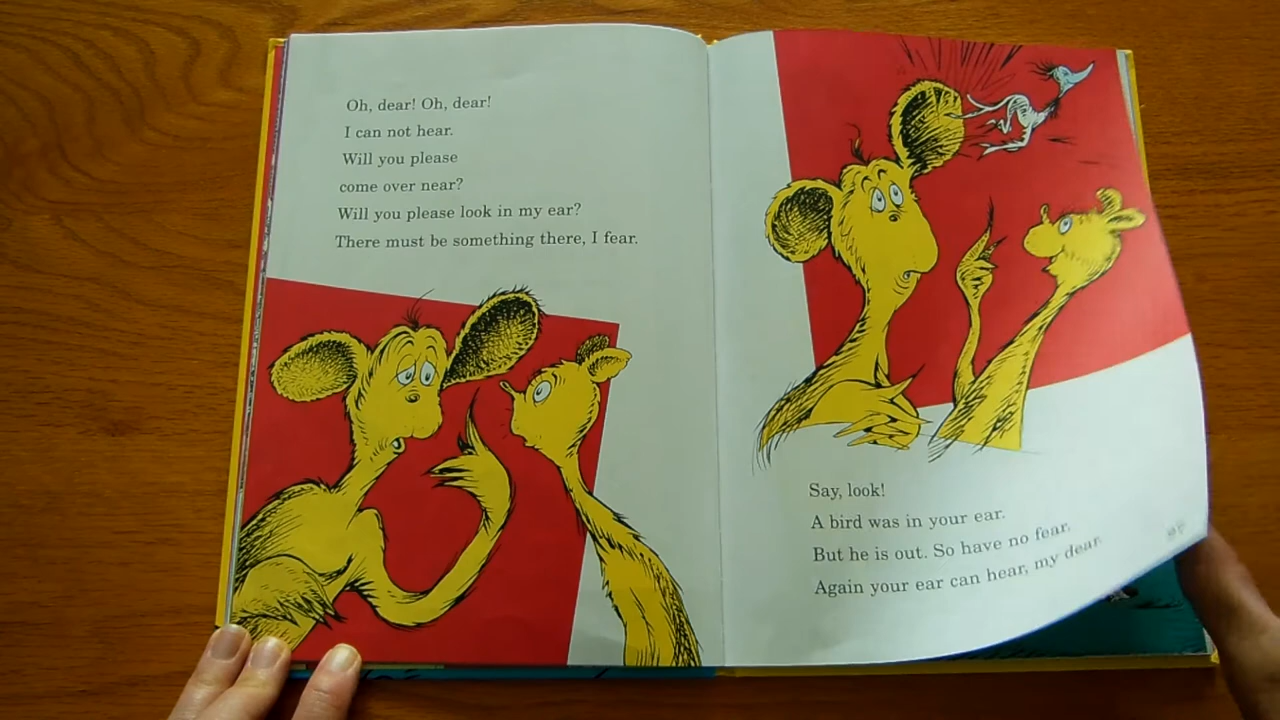 Oh, dear! Oh, dear!
I can not hear.
Will you please
come over near?
Will you please look in my ear?
There must be something there, I fear.
Say, look!
A bird was in your ear.
But he is out. So have no fear.
Again your ear can hear, my dear.